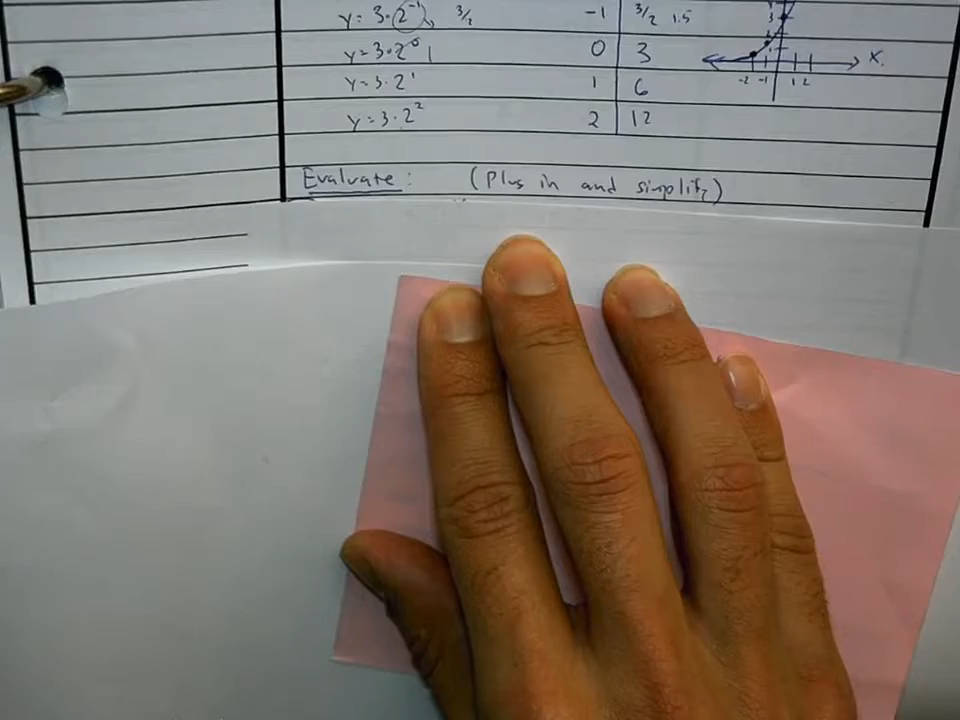 y = 3·2⁻¹ 3/2 -1 3/2 1.5
y = 3·2⁰ 1 0 3
y = 3·2¹ 1 6
y = 3·2² 2 12
x
-2 -1 1 2
Evaluate: (Plug in and simplify)